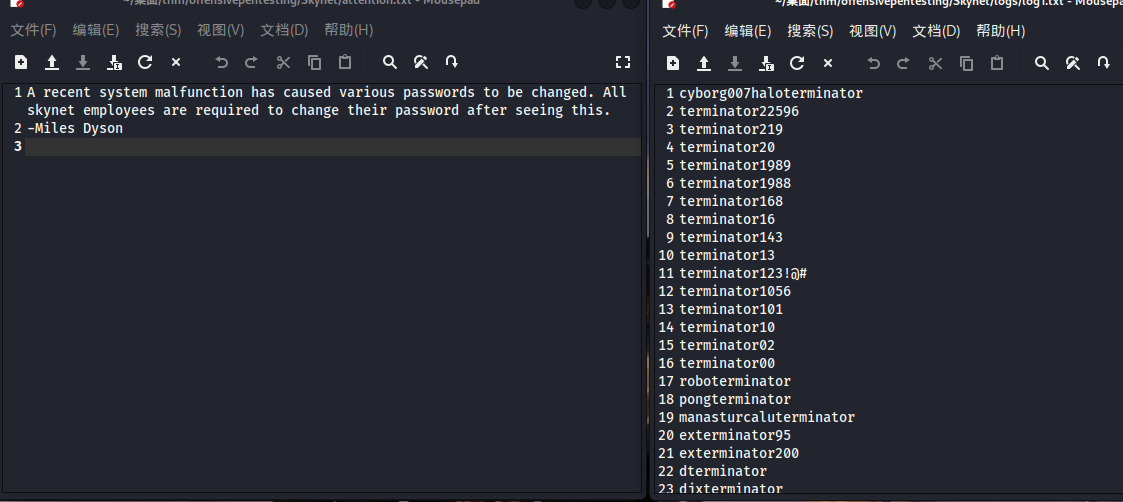 ~/桌面/thm/offensivepentesting/Skynet/attention.txt - Mousepad
文件(F) 编辑(E) 搜索(S) 视图(V) 文档(D) 帮助(H)
1 A recent system malfunction has caused various passwords to be changed. All
skynet employees are required to change their password after seeing this.
2 -Miles Dyson
3
~/桌面/thm/offensivepentesting/Skynet/logs/log1.txt - Mousepad
文件(F) 编辑(E) 搜索(S) 视图(V) 文档(D) 帮助(H)
1 cyborg007haloterminator
2 terminator22596
3 terminator219
4 terminator20
5 terminator1989
6 terminator1988
7 terminator168
8 terminator16
9 terminator143
10 terminator13
11 terminator123!@#
12 terminator1056
13 terminator101
14 terminator10
15 terminator02
16 terminator00
17 roboterminator
18 pongterminator
19 manasturcaluterminator
20 exterminator95
21 exterminator200
22 dterminator
23 djxterminator